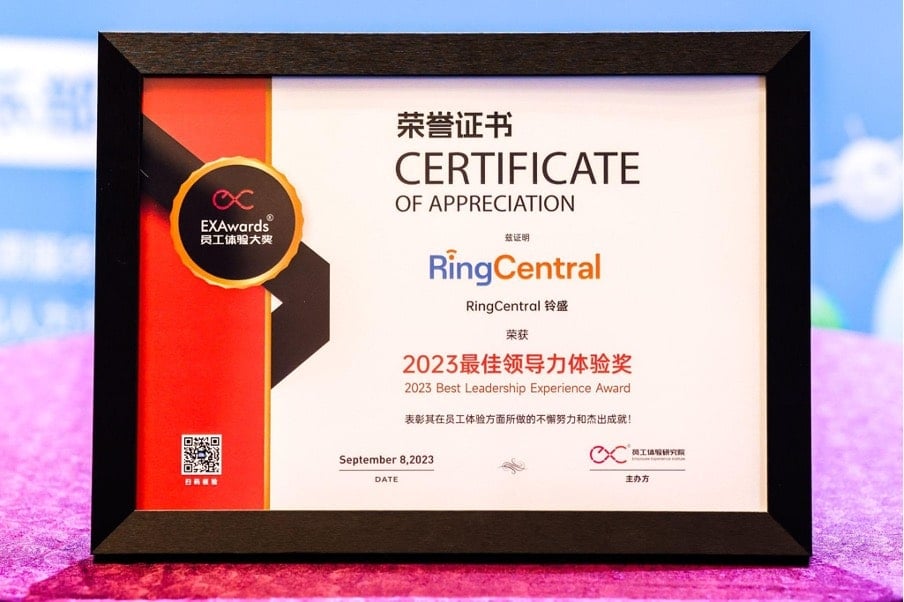 荣誉证书
CERTIFICATE
OF APPRECIATION
EXAwards®
员工体验大奖
兹证明
RingCentral
RingCentral 铃盛
荣获
2023最佳领导力体验奖
2023 Best Leadership Experience Award
表彰其在员工体验方面所做的不懈努力和杰出成就！
September 8,2023
DATE
员工体验研究院
Employee Experience Institute
主办方